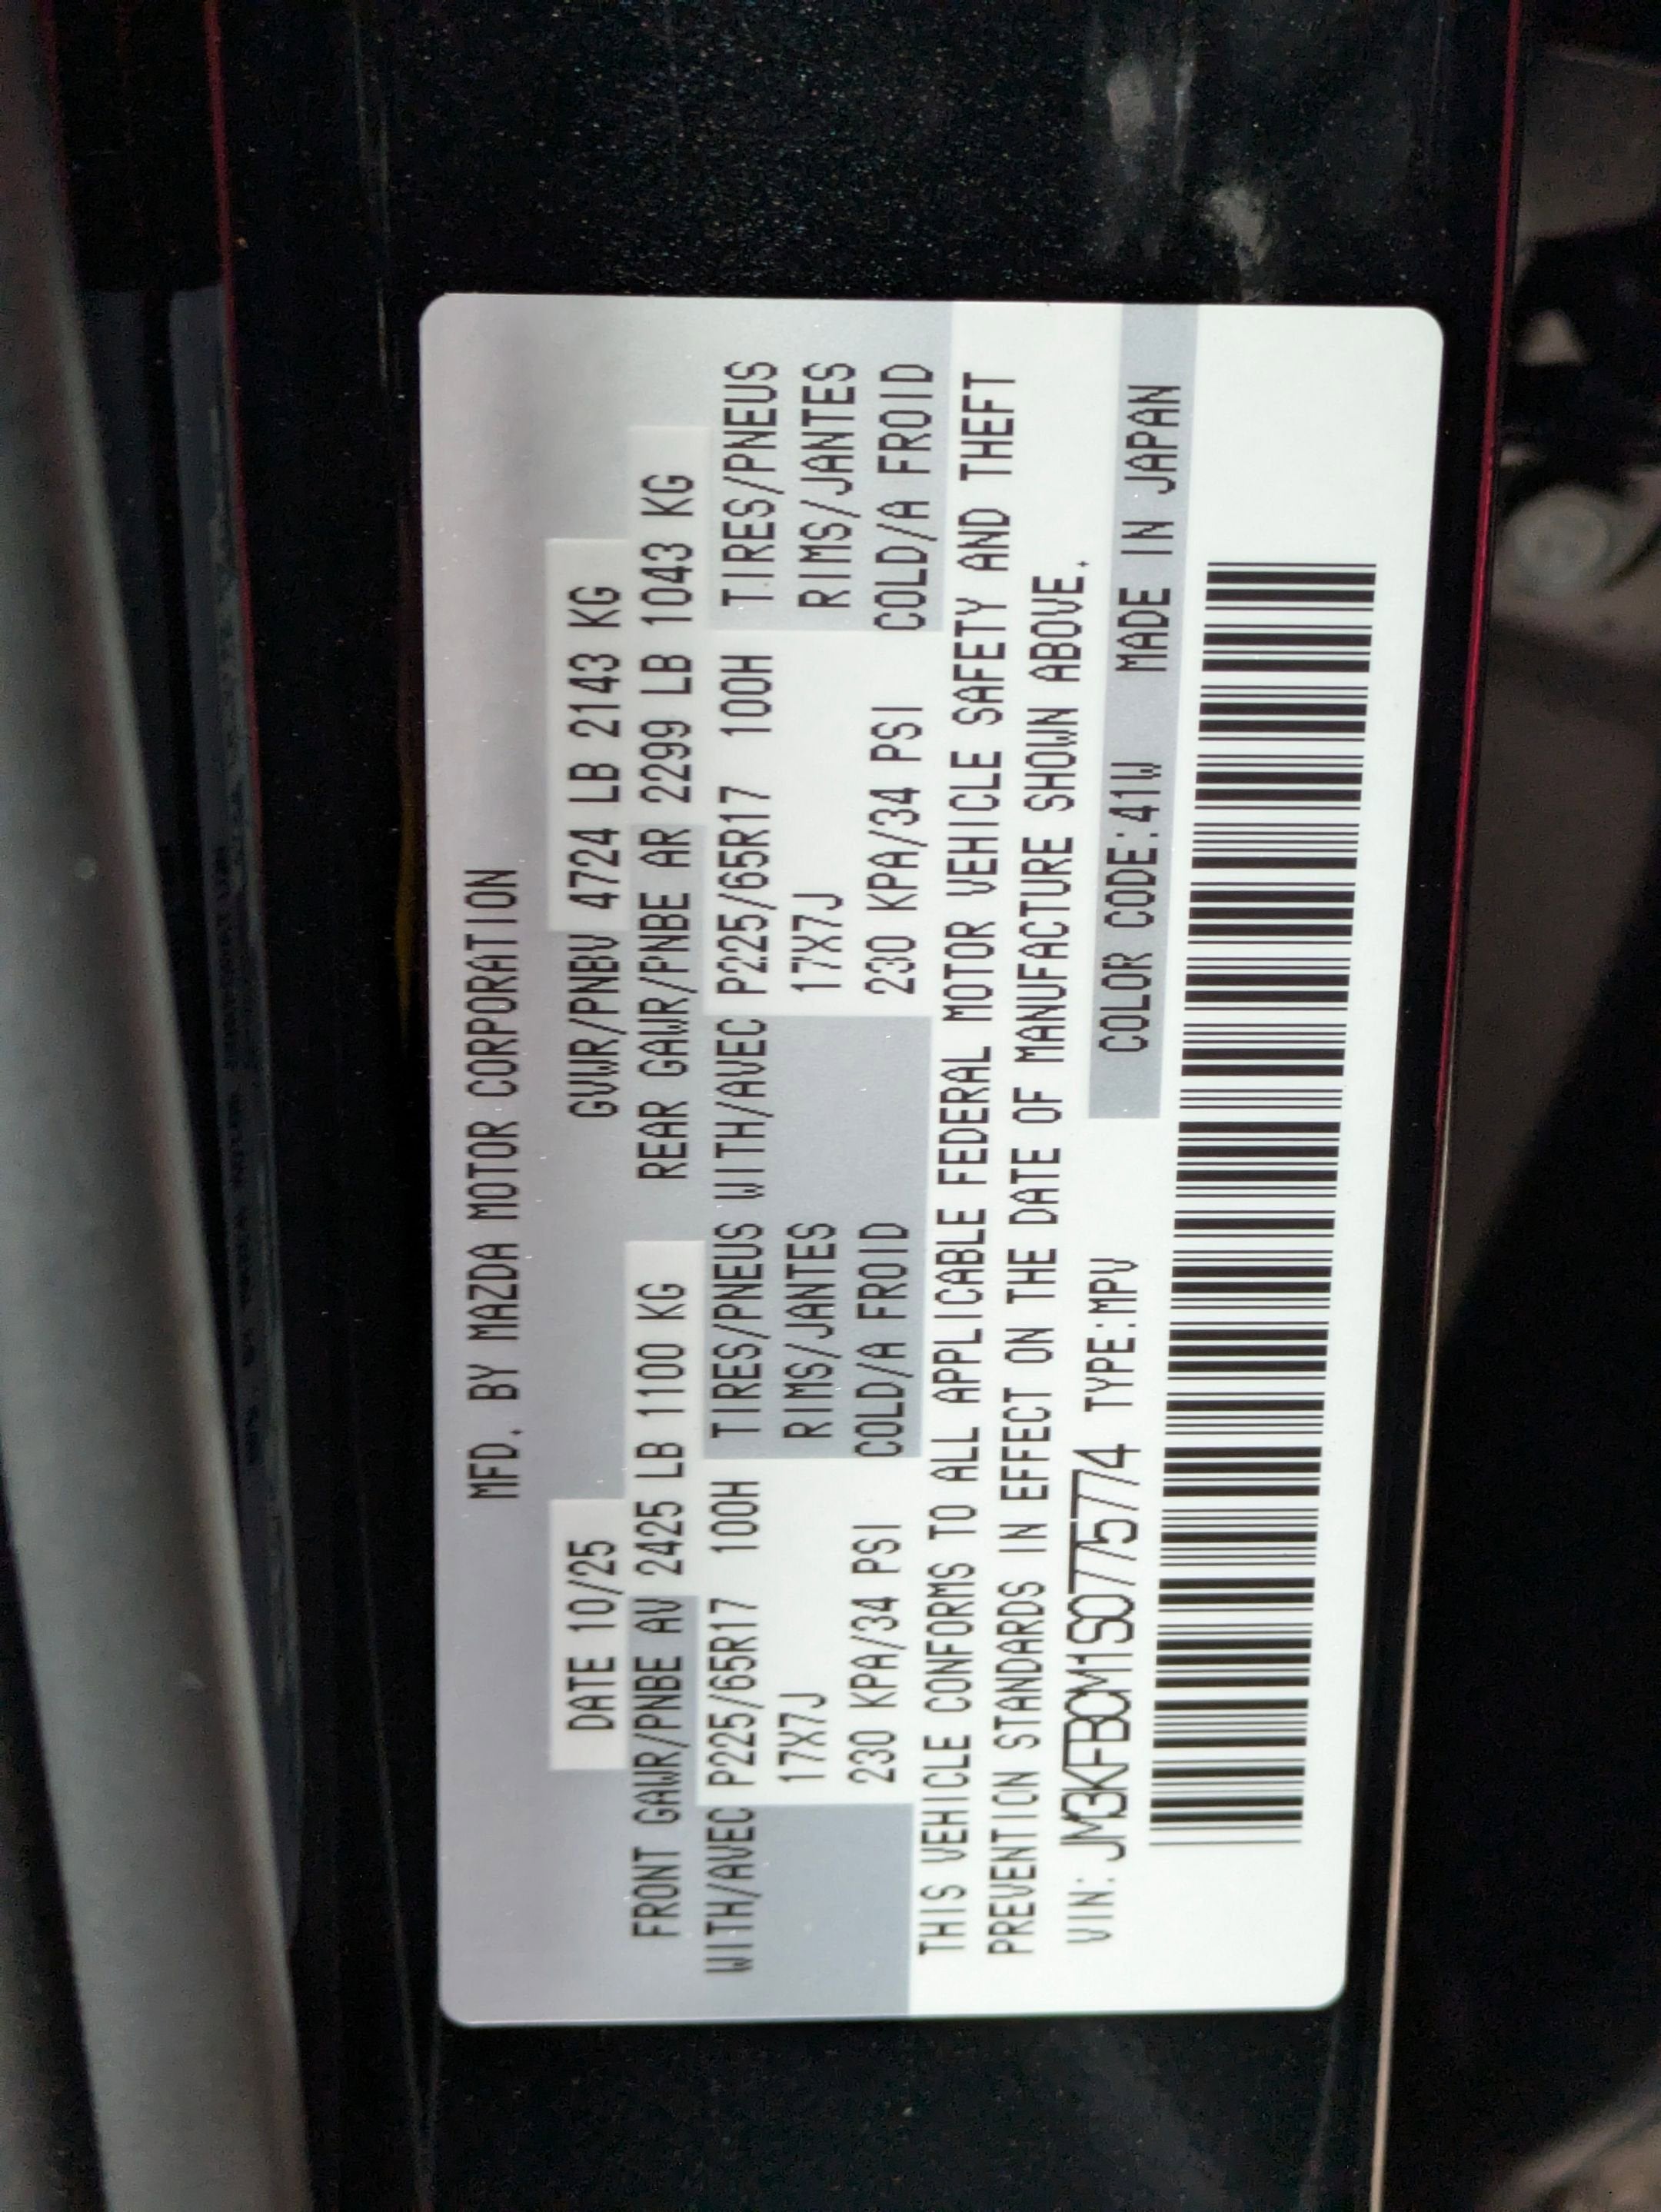 MFD. BY MAZDA MOTOR CORPORATION
DATE 10/25 GVWR/PNBV 4724 LB 2143 KG
FRONT GAWR/PNBE AV 2425 LB 1100 KG REAR GAWR/PNBE AR 2299 LB 1043 KG
WITH/AVEC P225/65R17 100H TIRES/PNEUS WITH/AVEC P225/65R17 100H TIRES/PNEUS
17X7J RIMS/JANTES 17X7J RIMS/JANTES
230 KPA/34 PSI COLD/A FROID 230 KPA/34 PSI COLD/A FROID
THIS VEHICLE CONFORMS TO ALL APPLICABLE FEDERAL MOTOR VEHICLE SAFETY AND THEFT
PREVENTION STANDARDS IN EFFECT ON THE DATE OF MANUFACTURE SHOWN ABOVE.
VIN: JM3KFBCM1S0775774 TYPE:MPV COLOR CODE:41W MADE IN JAPAN